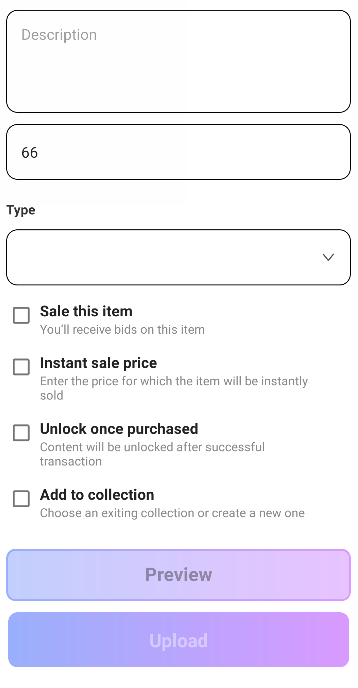 Description
66
Type
Sale this item
You'll receive bids on this item
Instant sale price
Enter the price for which the item will be instantly
sold
Unlock once purchased
Content will be unlocked after successful
transaction
Add to collection
Choose an exiting collection or create a new one
Preview
Upload